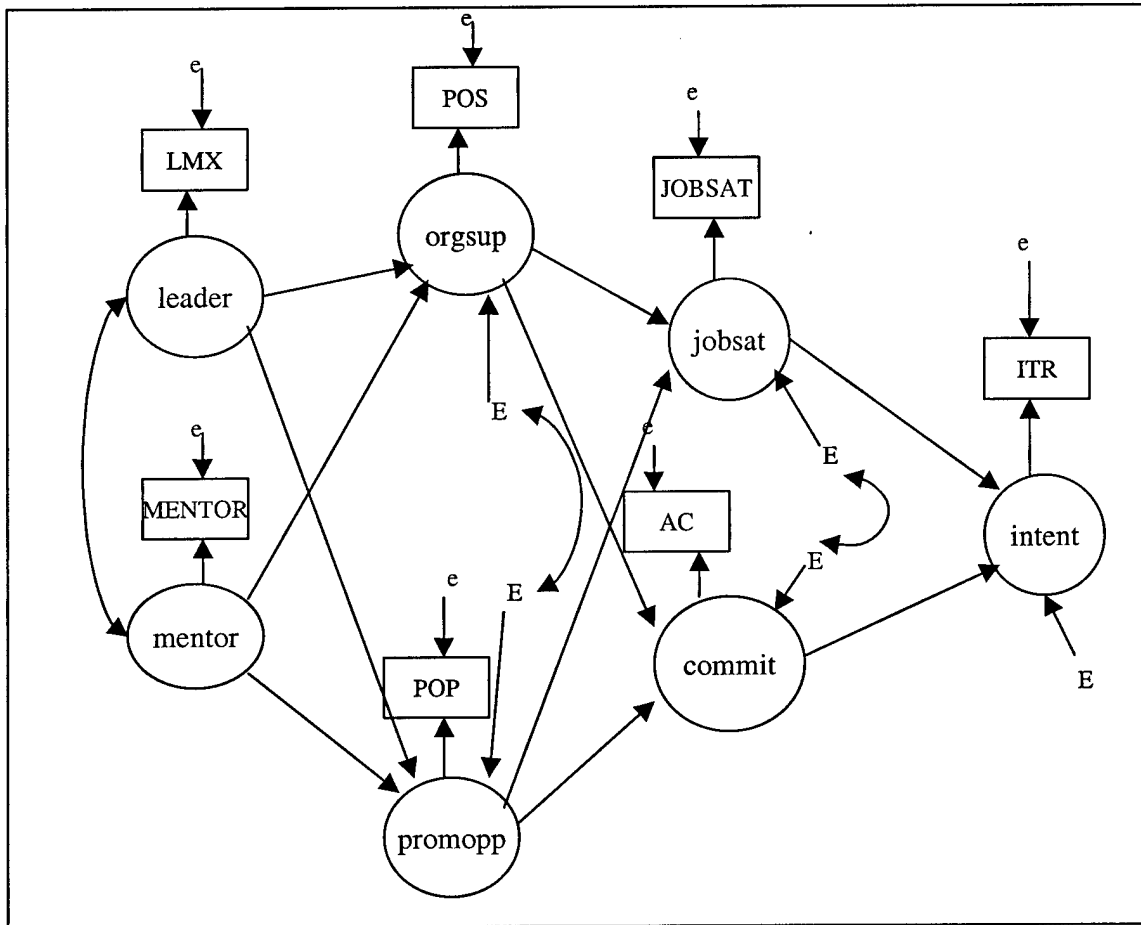 e
POS
e
LMX
e
JOBSAT
orgsup
e
leader
jobsat
ITR
E
e
e
E
MENTOR
AC
intent
E
E
e
mentor
commit
POP
E
promopp